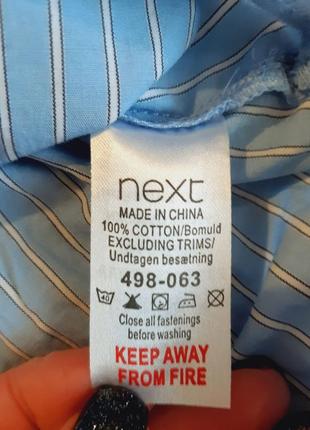 next
MADE IN CHINA
100% COTTON/Bomuld
EXCLUDING TRIMS/
Undtagen besætning
498-063
40
Close all fastenings
before washing
KEEP AWAY
FROM FIRE